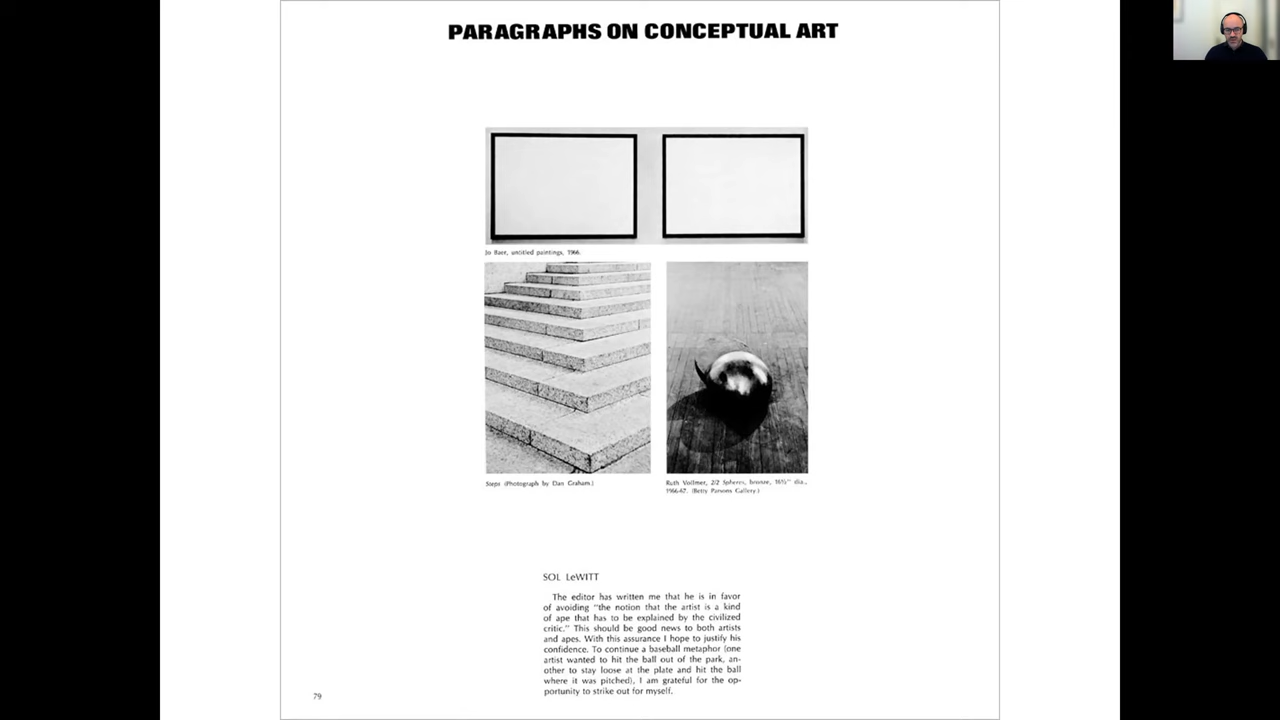 PARAGRAPHS ON CONCEPTUAL ART
Jo Baer, untitled paintings, 1966.
Steps (Photograph by Dan Graham.)
Ruth Vollmer, 2/2 Spheres, bronze, 16½" dia.,
1966-67. (Betty Parsons Gallery.)
SOL LeWITT
The editor has written me that he is in favor
of avoiding "the notion that the artist is a kind
of ape that has to be explained by the civilized
critic." This should be good news to both artists
and apes. With this assurance I hope to justify his
confidence. To continue a baseball metaphor (one
artist wanted to hit the ball out of the park, an-
other to stay loose at the plate and hit the ball
where it was pitched), I am grateful for the op-
portunity to strike out for myself.
79